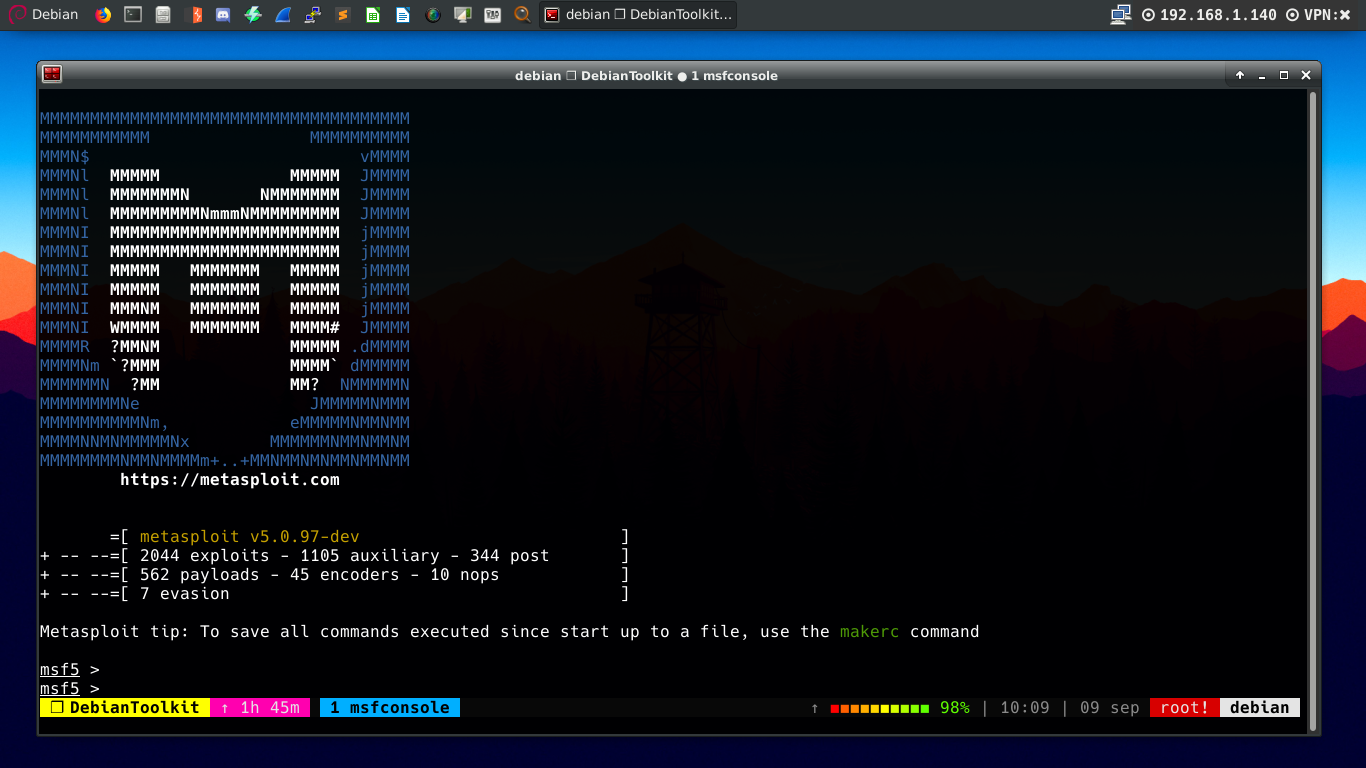 Debian debian ❐ DebianToolkit... 192.168.1.140 VPN:✖
debian ❐ DebianToolkit ● 1 msfconsole
MMMMMMMMMMMMMMMMMMMMMMMMMMMMMMMMMMMMM
MMMMMMMMMMM                MMMMMMMMMM
MMMN$                           vMMMM
MMMNl  MMMMM             MMMMM  JMMMM
MMMNl  MMMMMMMN       NMMMMMMM  JMMMM
MMMNl  MMMMMMMMMNmmmNMMMMMMMMM  JMMMM
MMMNI  MMMMMMMMMMMMMMMMMMMMMMM  jMMMM
MMMNI  MMMMMMMMMMMMMMMMMMMMMMM  jMMMM
MMMNI  MMMMM   MMMMMMM   MMMMM  jMMMM
MMMNI  MMMMM   MMMMMMM   MMMMM  jMMMM
MMMNI  MMMNM   MMMMMMM   MMMMM  jMMMM
MMMNI  WMMMM   MMMMMMM   MMMM#  JMMMM
MMMMR  ?MMNM             MMMMM .dMMMM
MMMMNm `?MMM             MMMM` dMMMMM
MMMMMMN  ?MM             MM?  NMMMMMN
MMMMMMMMNe                 JMMMMMNMMM
MMMMMMMMMMNm,            eMMMMMNMMNMM
MMMMNNMNMMMMMNx        MMMMMMNMMNMMNM
MMMMMMMMNMMNMMMMm+..+MMNMMNMNMMNMMNMM
https://metasploit.com
=[ metasploit v5.0.97-dev                          ]
+ -- --=[ 2044 exploits - 1105 auxiliary - 344 post       ]
+ -- --=[ 562 payloads - 45 encoders - 10 nops            ]
+ -- --=[ 7 evasion                                       ]
Metasploit tip: To save all commands executed since start up to a file, use the makerc command
msf5 >
msf5 >
❐ DebianToolkit ↑ 1h 45m 1 msfconsole ↑ 98% | 10:09 | 09 sep root! debian